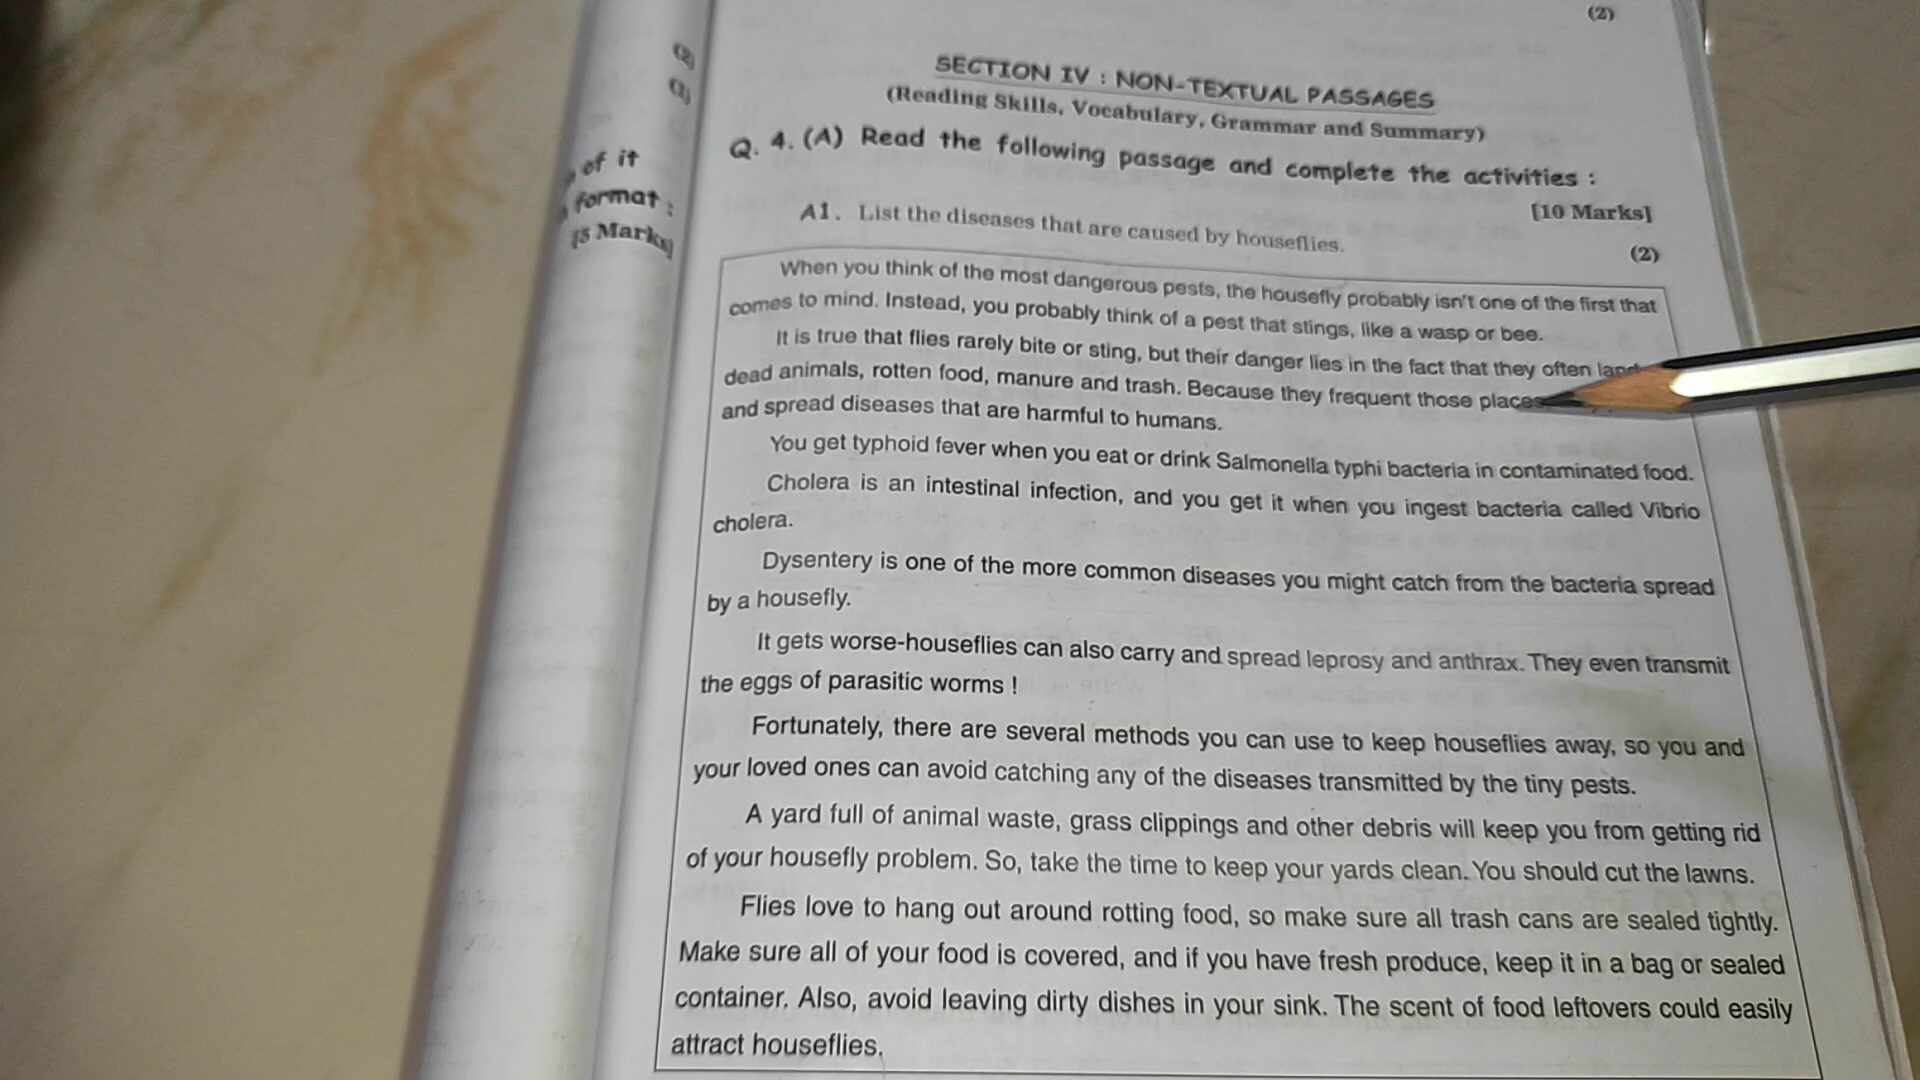 (2)
(2)
(1)
of it
format :
[5 Marks]
SECTION IV : NON-TEXTUAL PASSAGES
(Reading Skills, Vocabulary, Grammar and Summary)
Q. 4. (A) Read the following passage and complete the activities :
[10 Marks]
A1. List the diseases that are caused by houseflies.
(2)
When you think of the most dangerous pests, the housefly probably isn't one of the first that
comes to mind. Instead, you probably think of a pest that stings, like a wasp or bee.
It is true that flies rarely bite or sting, but their danger lies in the fact that they often land
dead animals, rotten food, manure and trash. Because they frequent those places
and spread diseases that are harmful to humans.
You get typhoid fever when you eat or drink Salmonella typhi bacteria in contaminated food.
Cholera is an intestinal infection, and you get it when you ingest bacteria called Vibrio
cholera.
Dysentery is one of the more common diseases you might catch from the bacteria spread
by a housefly.
It gets worse-houseflies can also carry and spread leprosy and anthrax. They even transmit
the eggs of parasitic worms !
Fortunately, there are several methods you can use to keep houseflies away, so you and
your loved ones can avoid catching any of the diseases transmitted by the tiny pests.
A yard full of animal waste, grass clippings and other debris will keep you from getting rid
of your housefly problem. So, take the time to keep your yards clean. You should cut the lawns.
Flies love to hang out around rotting food, so make sure all trash cans are sealed tightly.
Make sure all of your food is covered, and if you have fresh produce, keep it in a bag or sealed
container. Also, avoid leaving dirty dishes in your sink. The scent of food leftovers could easily
attract houseflies.